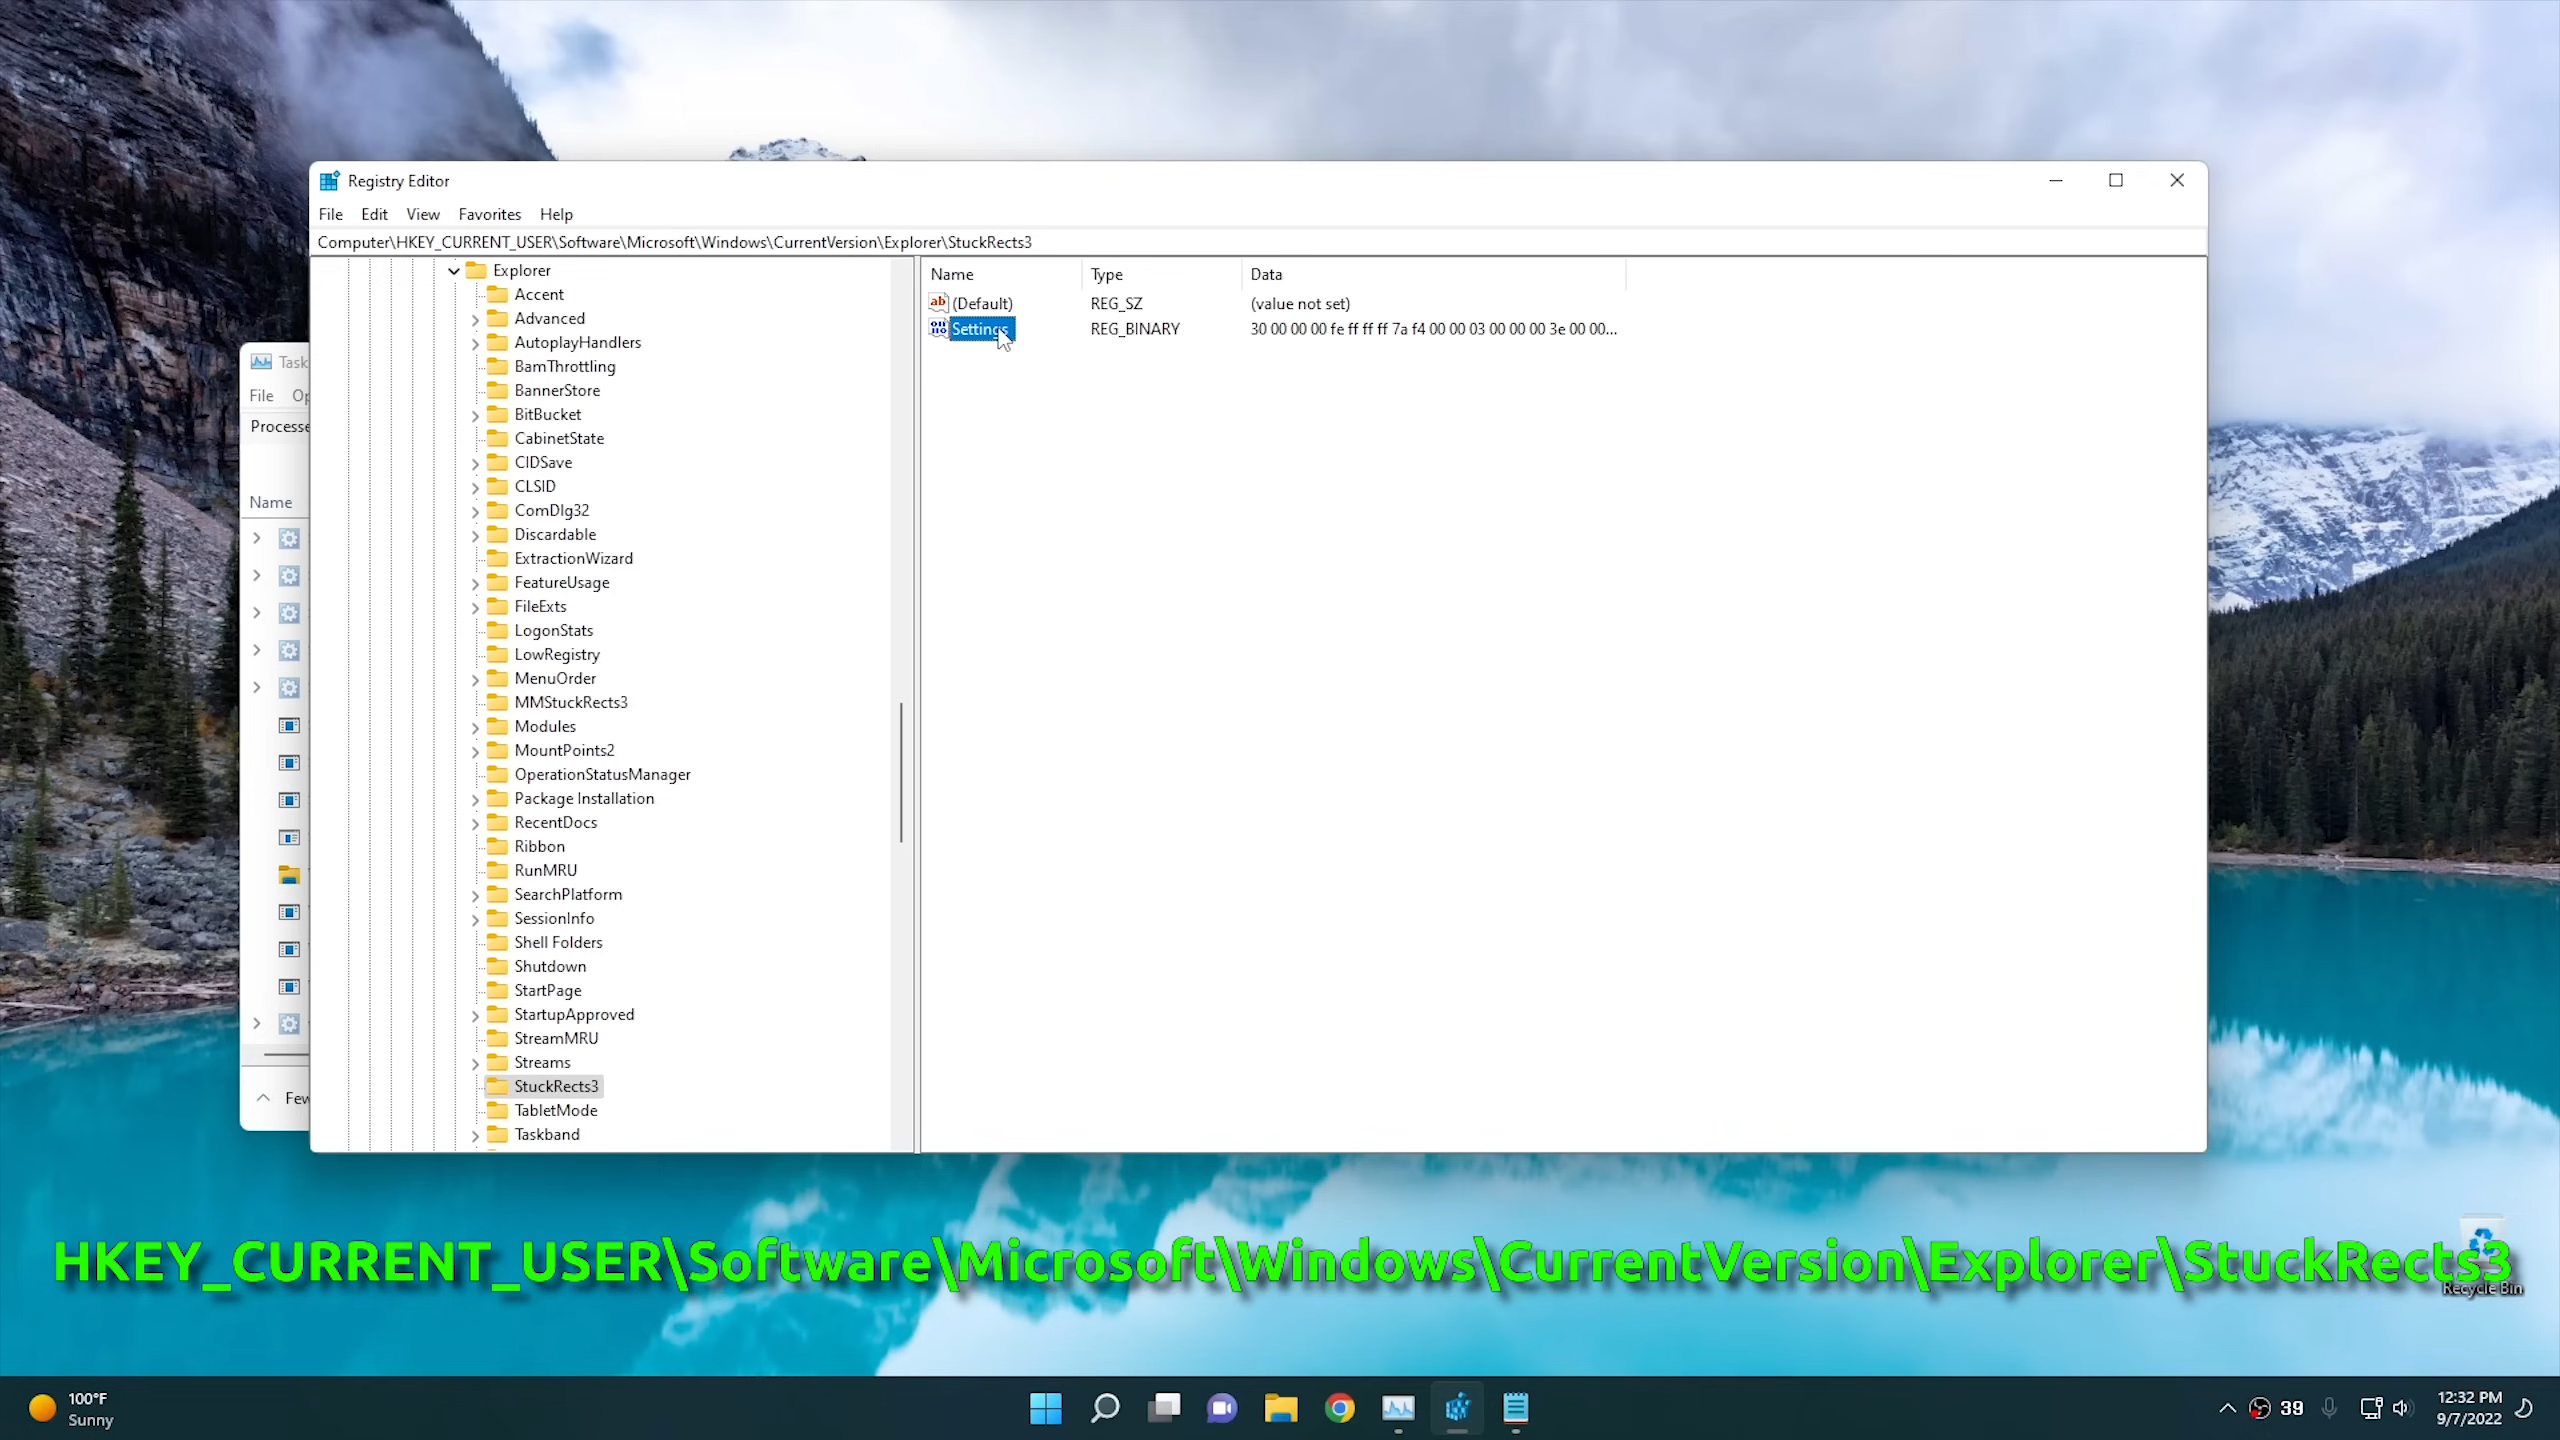 Registry Editor
File Edit View Favorites Help
Computer\HKEY_CURRENT_USER\Software\Microsoft\Windows\CurrentVersion\Explorer\StuckRects3
Explorer
Accent
Advanced
AutoplayHandlers
BamThrottling
BannerStore
BitBucket
CabinetState
CIDSave
CLSID
ComDlg32
Discardable
ExtractionWizard
FeatureUsage
FileExts
LogonStats
LowRegistry
MenuOrder
MMStuckRects3
Modules
MountPoints2
OperationStatusManager
Package Installation
RecentDocs
Ribbon
RunMRU
SearchPlatform
SessionInfo
Shell Folders
Shutdown
StartPage
StartupApproved
StreamMRU
Streams
StuckRects3
TabletMode
Taskband
Name Type Data
(Default) REG_SZ (value not set)
Settings REG_BINARY 30 00 00 00 fe ff ff ff 7a f4 00 00 03 00 00 00 3e 00 00...
Task
File Op
Processe
Name
Few
HKEY_CURRENT_USER\Software\Microsoft\Windows\CurrentVersion\Explorer\StuckRects3
Recycle Bin
100°F
Sunny
39
12:32 PM
9/7/2022